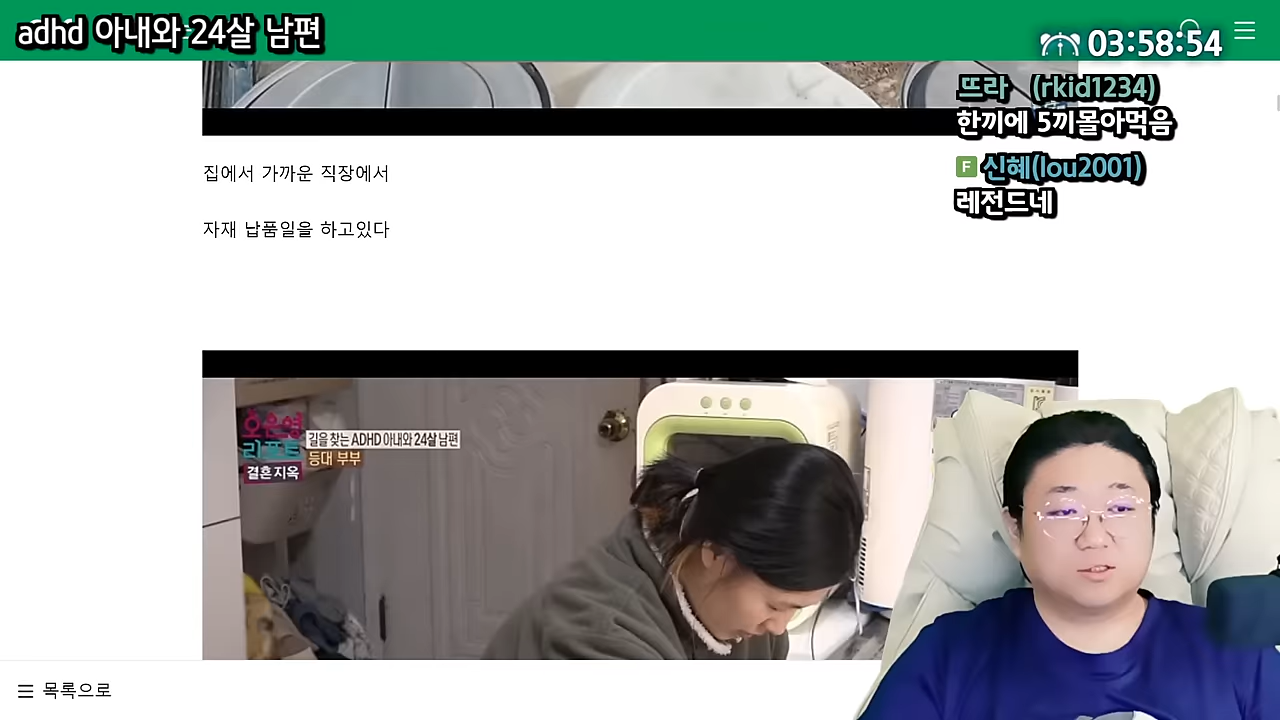 adhd 아내와 24살 남편
03:58:54
뜨라 (rkid1234)
한끼에 5끼몰아먹음
F 신혜(lou2001)
레전드네
집에서 가까운 직장에서
자재 납품일을 하고있다
오은영
리포트
결혼 지옥
길을 찾는 ADHD 아내와 24살 남편
등대 부부
목록으로